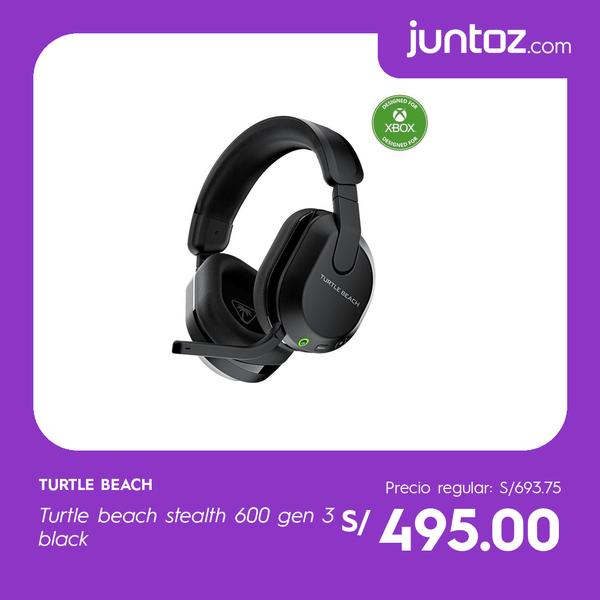 juntoz.com
DESIGNED FOR
XBOX
DESIGNED FOR
TURTLE BEACH
TURTLE BEACH
Precio regular: S/693.75
Turtle beach stealth 600 gen 3
black
S/ 495.00